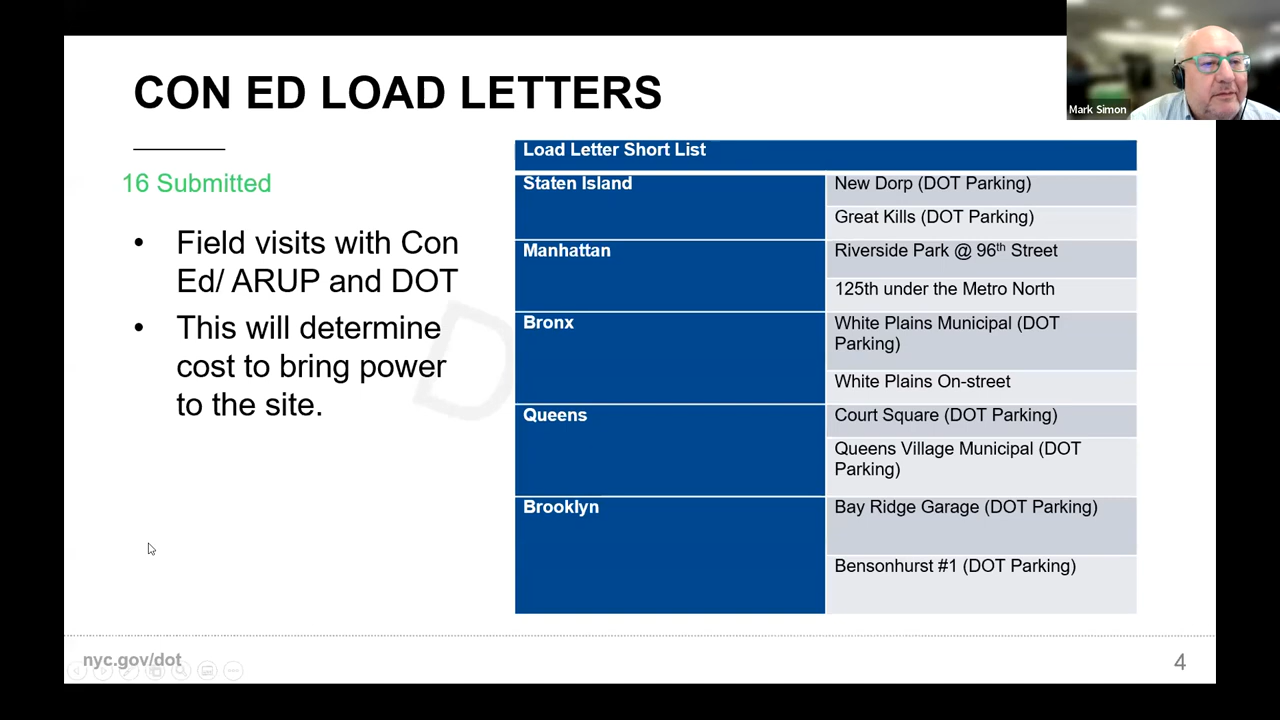 CON ED LOAD LETTERS
Mark Simon
16 Submitted
• Field visits with Con
Ed/ ARUP and DOT
• This will determine
cost to bring power
to the site.
Load Letter Short List
Staten Island
New Dorp (DOT Parking)
Great Kills (DOT Parking)
Manhattan
Riverside Park @ 96th Street
125th under the Metro North
Bronx
White Plains Municipal (DOT
Parking)
White Plains On-street
Queens
Court Square (DOT Parking)
Queens Village Municipal (DOT
Parking)
Brooklyn
Bay Ridge Garage (DOT Parking)
Bensonhurst #1 (DOT Parking)
nyc.gov/dot
4